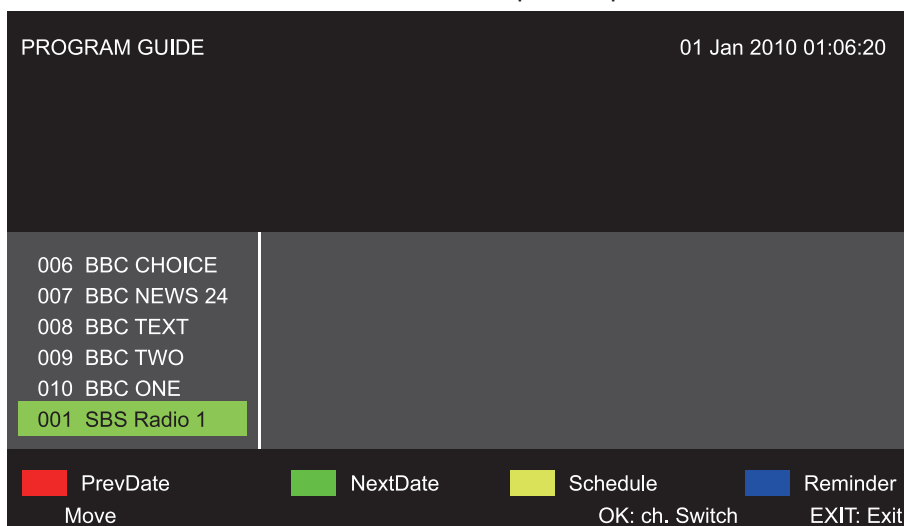 PROGRAM GUIDE 01 Jan 2010 01:06:20
006 BBC CHOICE
007 BBC NEWS 24
008 BBC TEXT
009 BBC TWO
010 BBC ONE
001 SBS Radio 1
PrevDate NextDate Schedule Reminder
Move OK: ch. Switch EXIT: Exit